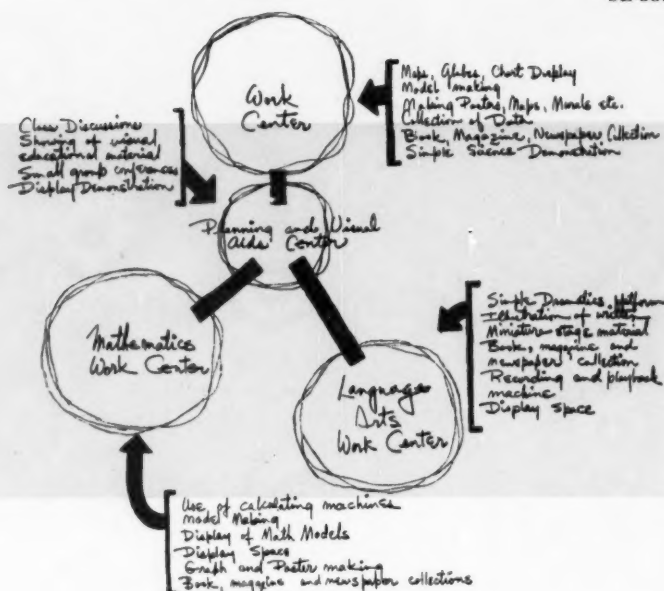 Work
Center
Maps, Globes, Chart Display
Model making
Making Posters, Maps, Murals etc.
Collection of Data
Book, Magazine, Newspaper Collection
Simple Science Demonstration
Class Discussions
Showing of visual
educational material
Small group conferences
Display Demonstration
Planning and Visual
Aids Center
Mathematics
Work Center
Language
Arts
Work Center
Simple Dramatics platform
Illustration of written
Miniature stage material
Book, magazine and
newspaper collection
Recording and playback
machine
Display Space
Use of calculating machines
Model Making
Display of Math Models
Display Space
Graph and Poster making
Book, magazine and newspaper collections